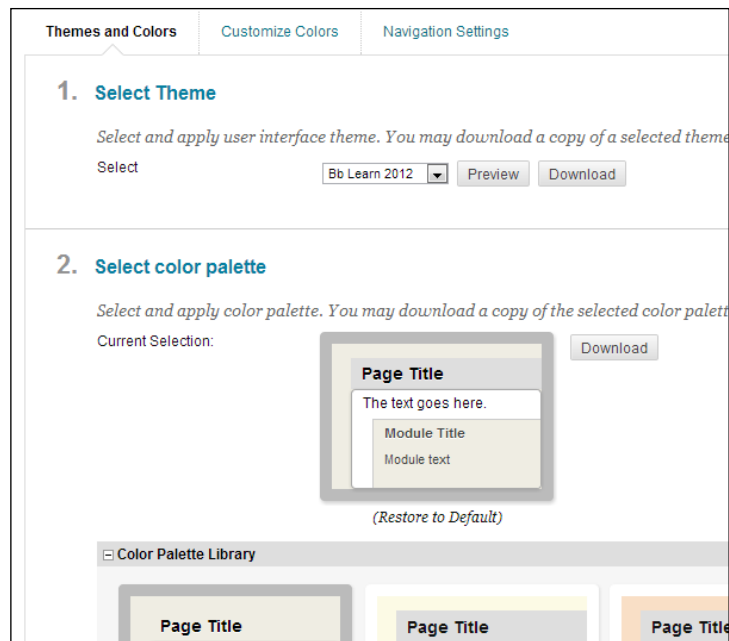 Themes and Colors Customize Colors Navigation Settings
1. Select Theme
Select and apply user interface theme. You may download a copy of a selected theme
Select Bb Learn 2012 Preview Download
2. Select color palette
Select and apply color palette. You may download a copy of the selected color palett
Current Selection: Download
Page Title
The text goes here.
Module Title
Module text
(Restore to Default)
Color Palette Library
Page Title Page Title Page Title